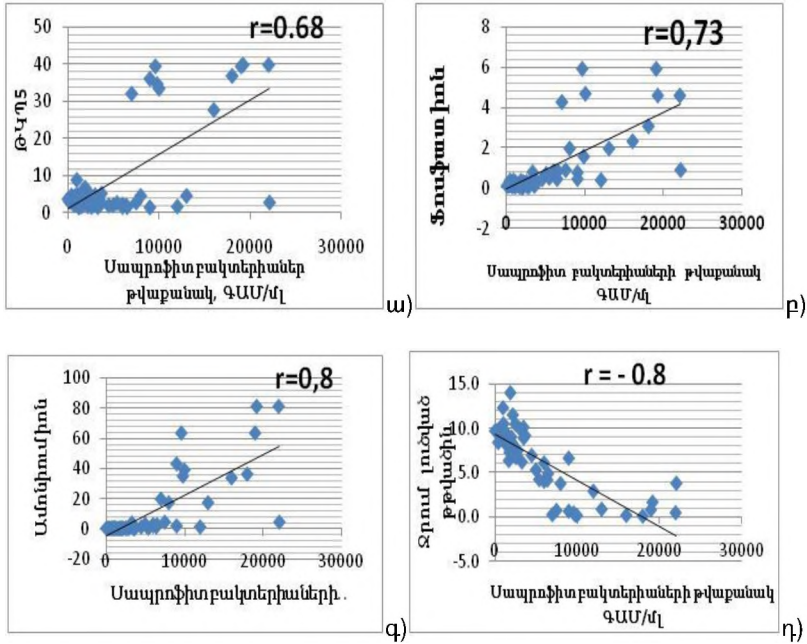 r=0.68
ԹԿՊ5
50
40
30
20
10
0
0 10000 20000 30000
Սապրոֆիտ բակտերիաներ
թվաքանակ, ԳԱՄ/մլ
ա)
r=0,73
Ֆոսֆատ իոն
8
6
4
2
0
-2
0 10000 20000 30000
Սապրոֆիտ բակտերիաների թվաքանակ
ԳԱՄ/մլ
բ)
r=0,8
Ամոնիում իոն
100
80
60
40
20
0
-20
0 10000 20000 30000
Սապրոֆիտ բակտերիաների..
գ)
r = - 0.8
Ջրում լուծված
թթվածին
15.0
10.0
5.0
0.0
-5.0
0 10000 20000 30000
Սապրոֆիտ բակտերիաների թվաքանակ
ԳԱՄ/մլ
դ)